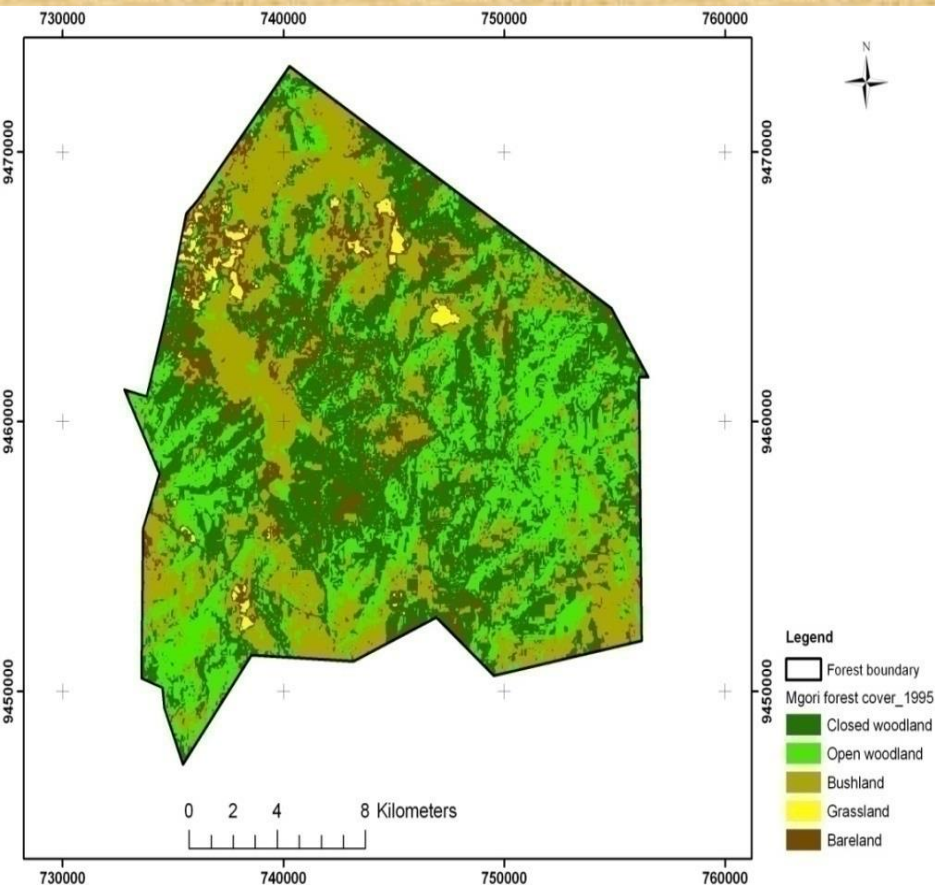 730000 740000 750000 760000
N
9470000 9470000
9460000 9460000
9450000 9450000
Legend
Forest boundary
Mgori forest cover_1995
Closed woodland
Open woodland
Bushland
Grassland
Bareland
0 2 4 8 Kilometers
730000 740000 750000 760000